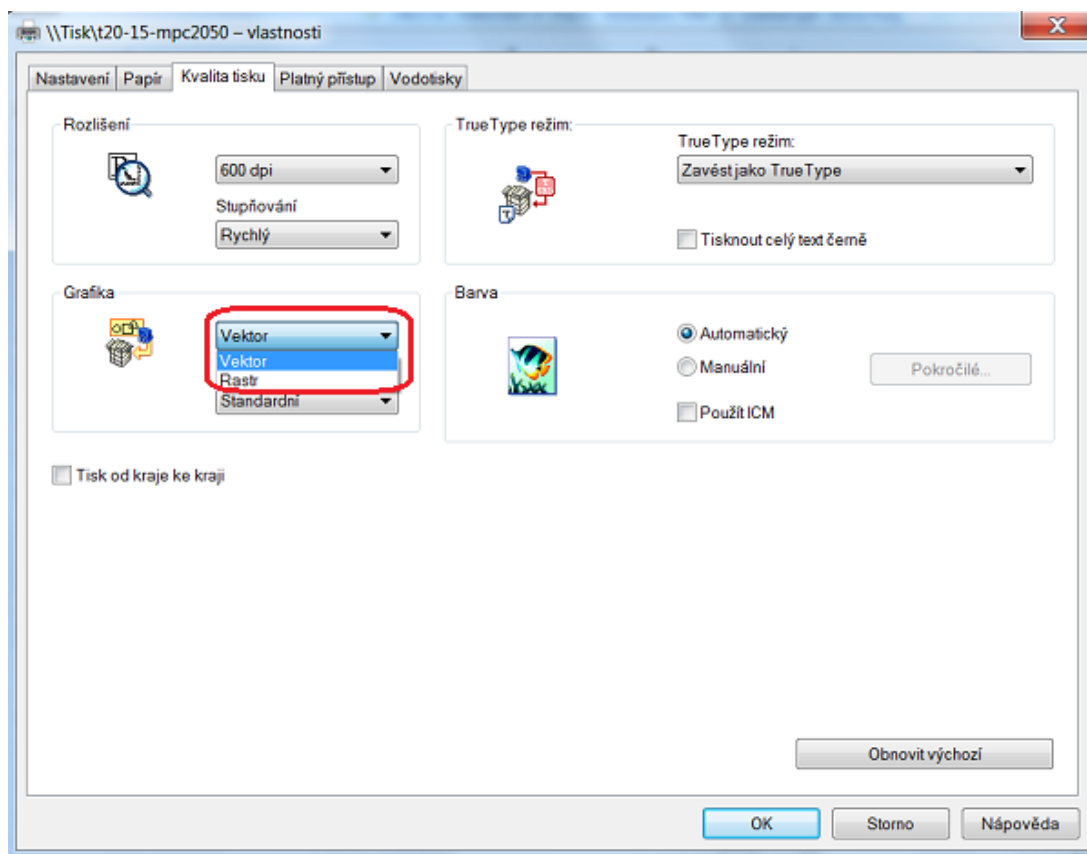 \\Tisk\t20-15-mpc2050 – vlastnosti
Nastavení Papír Kvalita tisku Platný přístup Vodotisky
Rozlišení
600 dpi
Stupňování
Rychlý
TrueType režim:
TrueType režim:
Zavést jako TrueType
Tisknout celý text černě
Grafika
Vektor
Vektor
Rastr
Standardní
Barva
Automatický
Manuální
Pokročilé...
Použít ICM
Tisk od kraje ke kraji
Obnovit výchozí
OK Storno Nápověda